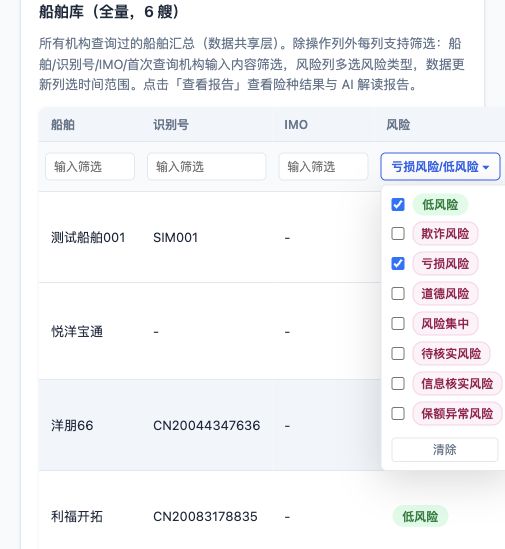 船舶库（全量，6 艘）
所有机构查询过的船舶汇总（数据共享层）。除操作列外每列支持筛选：船
舶/识别号/IMO/首次查询机构输入内容筛选，风险列多选风险类型，数据更
新列选时间范围。点击「查看报告」查看险种结果与 AI 解读报告。
船舶 识别号 IMO 风险
输入筛选 输入筛选 输入筛选 亏损风险/低风险
低风险
测试船舶001 SIM001 - 欺诈风险
亏损风险
道德风险
悦洋宝通 - - 风险集中
待核实风险
信息核实风险
洋朋66 CN20044347636 - 保额异常风险
清除
利福开拓 CN20083178835 - 低风险